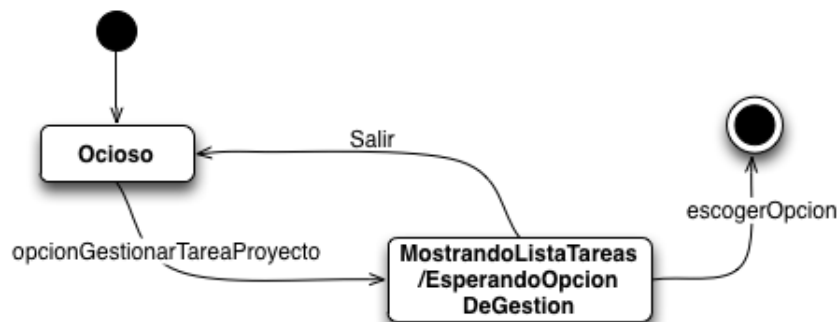 Salir
Ocioso
escogerOpcion
opcionGestionarTareaProyecto
MostrandoListaTareas
/EsperandoOpcion
DeGestion